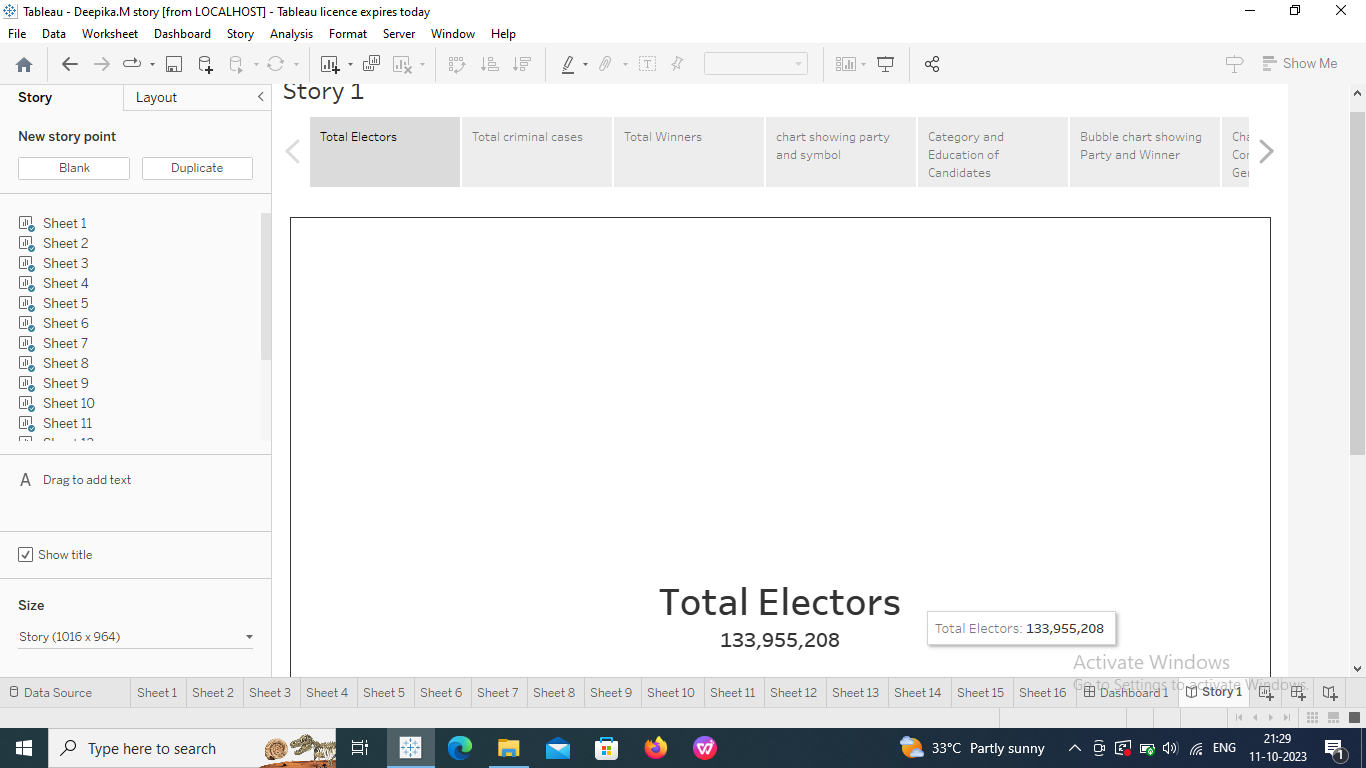 Tableau - Deepika.M story [from LOCALHOST] - Tableau licence expires today
File Data Worksheet Dashboard Story Analysis Format Server Window Help
Show Me
Story Layout
New story point
Blank Duplicate
Sheet 1
Sheet 2
Sheet 3
Sheet 4
Sheet 5
Sheet 6
Sheet 7
Sheet 8
Sheet 9
Sheet 10
Sheet 11
A Drag to add text
Show title
Size
Story (1016 x 964)
Story 1
Total Electors
Total criminal cases
Total Winners
chart showing party
and symbol
Category and
Education of
Candidates
Bubble chart showing
Party and Winner
Total Electors
133,955,208
Total Electors: 133,955,208
Activate Windows
Go to Settings to activate Windows.
Data Source Sheet 1 Sheet 2 Sheet 3 Sheet 4 Sheet 5 Sheet 6 Sheet 7 Sheet 8 Sheet 9 Sheet 10 Sheet 11 Sheet 12 Sheet 13 Sheet 14 Sheet 15 Sheet 16 Dashboard 1 Story 1
Type here to search
33°C Partly sunny
ENG
21:29
11-10-2023
1